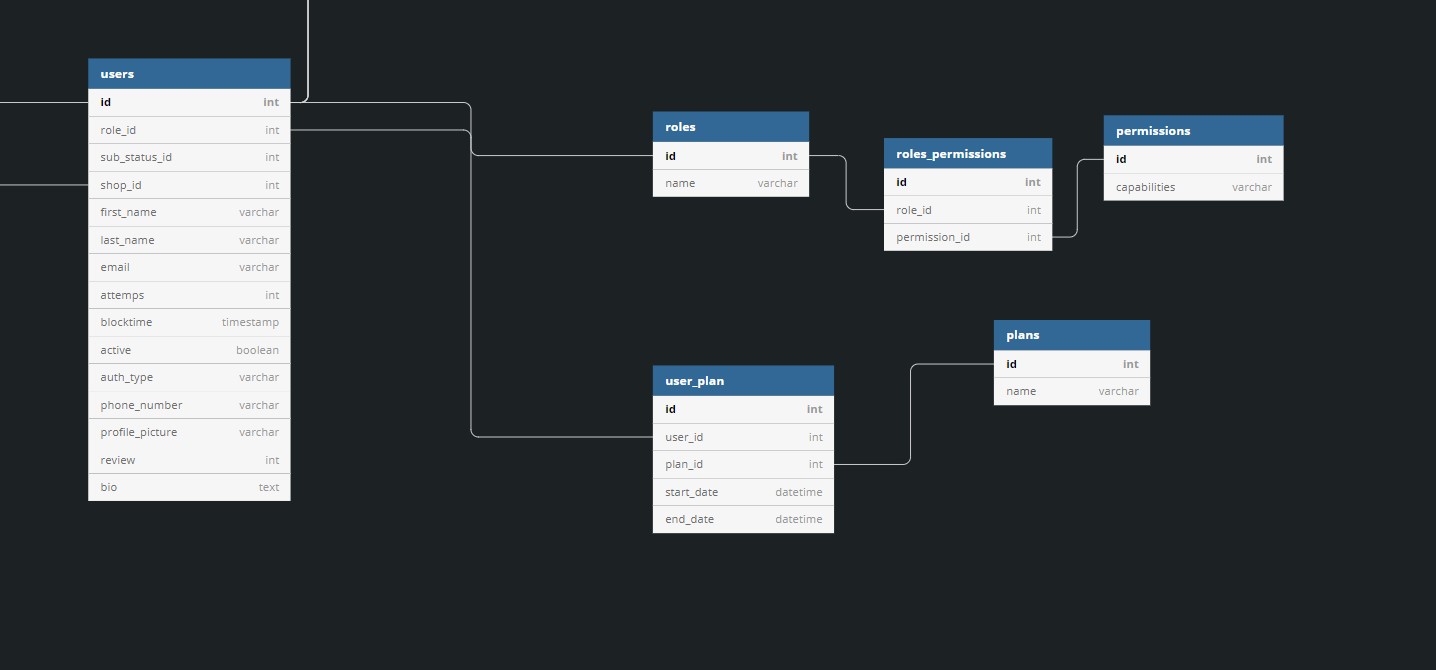 users
id int
role_id int
sub_status_id int
shop_id int
first_name varchar
last_name varchar
email varchar
attemps int
blocktime timestamp
active boolean
auth_type varchar
phone_number varchar
profile_picture varchar
review int
bio text
roles
id int
name varchar
roles_permissions
id int
role_id int
permission_id int
permissions
id int
capabilities varchar
user_plan
id int
user_id int
plan_id int
start_date datetime
end_date datetime
plans
id int
name varchar